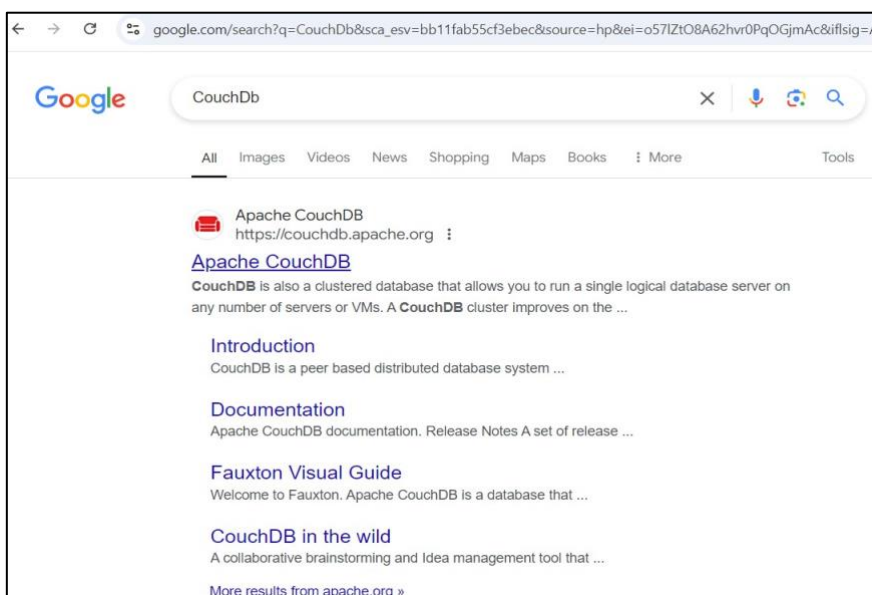 google.com/search?q=CouchDb&sca_esv=bb11fab55cf3ebec&source=hp&ei=o57lZtO8A62hvr0PqOGjmAc&iflsig=A
Google
CouchDb
All Images Videos News Shopping Maps Books More Tools
Apache CouchDB
https://couchdb.apache.org
Apache CouchDB
CouchDB is also a clustered database that allows you to run a single logical database server on
any number of servers or VMs. A CouchDB cluster improves on the ...
Introduction
CouchDB is a peer based distributed database system ...
Documentation
Apache CouchDB documentation. Release Notes A set of release ...
Fauxton Visual Guide
Welcome to Fauxton. Apache CouchDB is a database that ...
CouchDB in the wild
A collaborative brainstorming and Idea management tool that ...
More results from apache.org »